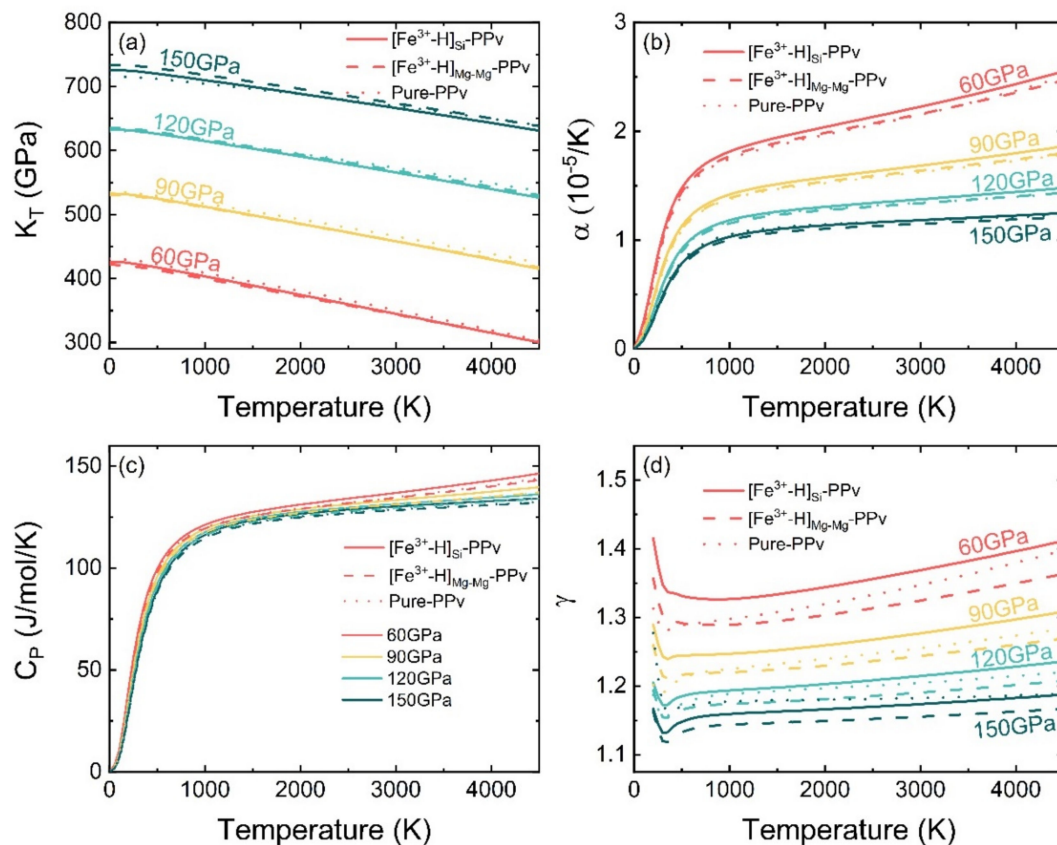 (a)
[Fe³⁺-H]Si-PPv
[Fe³⁺-H]Mg-Mg-PPv
Pure-PPv
150GPa
120GPa
90GPa
60GPa
800
700
600
500
400
300
K_T (GPa)
0 1000 2000 3000 4000
Temperature (K)
(b)
[Fe³⁺-H]Si-PPv
[Fe³⁺-H]Mg-Mg-PPv
Pure-PPv
60GPa
90GPa
120GPa
150GPa
3
2
1
0
α (10⁻⁵/K)
0 1000 2000 3000 4000
Temperature (K)
(c)
[Fe³⁺-H]Si-PPv
[Fe³⁺-H]Mg-Mg-PPv
Pure-PPv
60GPa
90GPa
120GPa
150GPa
150
100
50
0
C_P (J/mol/K)
0 1000 2000 3000 4000
Temperature (K)
(d)
[Fe³⁺-H]Si-PPv
[Fe³⁺-H]Mg-Mg-PPv
Pure-PPv
60GPa
90GPa
120GPa
150GPa
1.5
1.4
1.3
1.2
1.1
γ
0 1000 2000 3000 4000
Temperature (K)